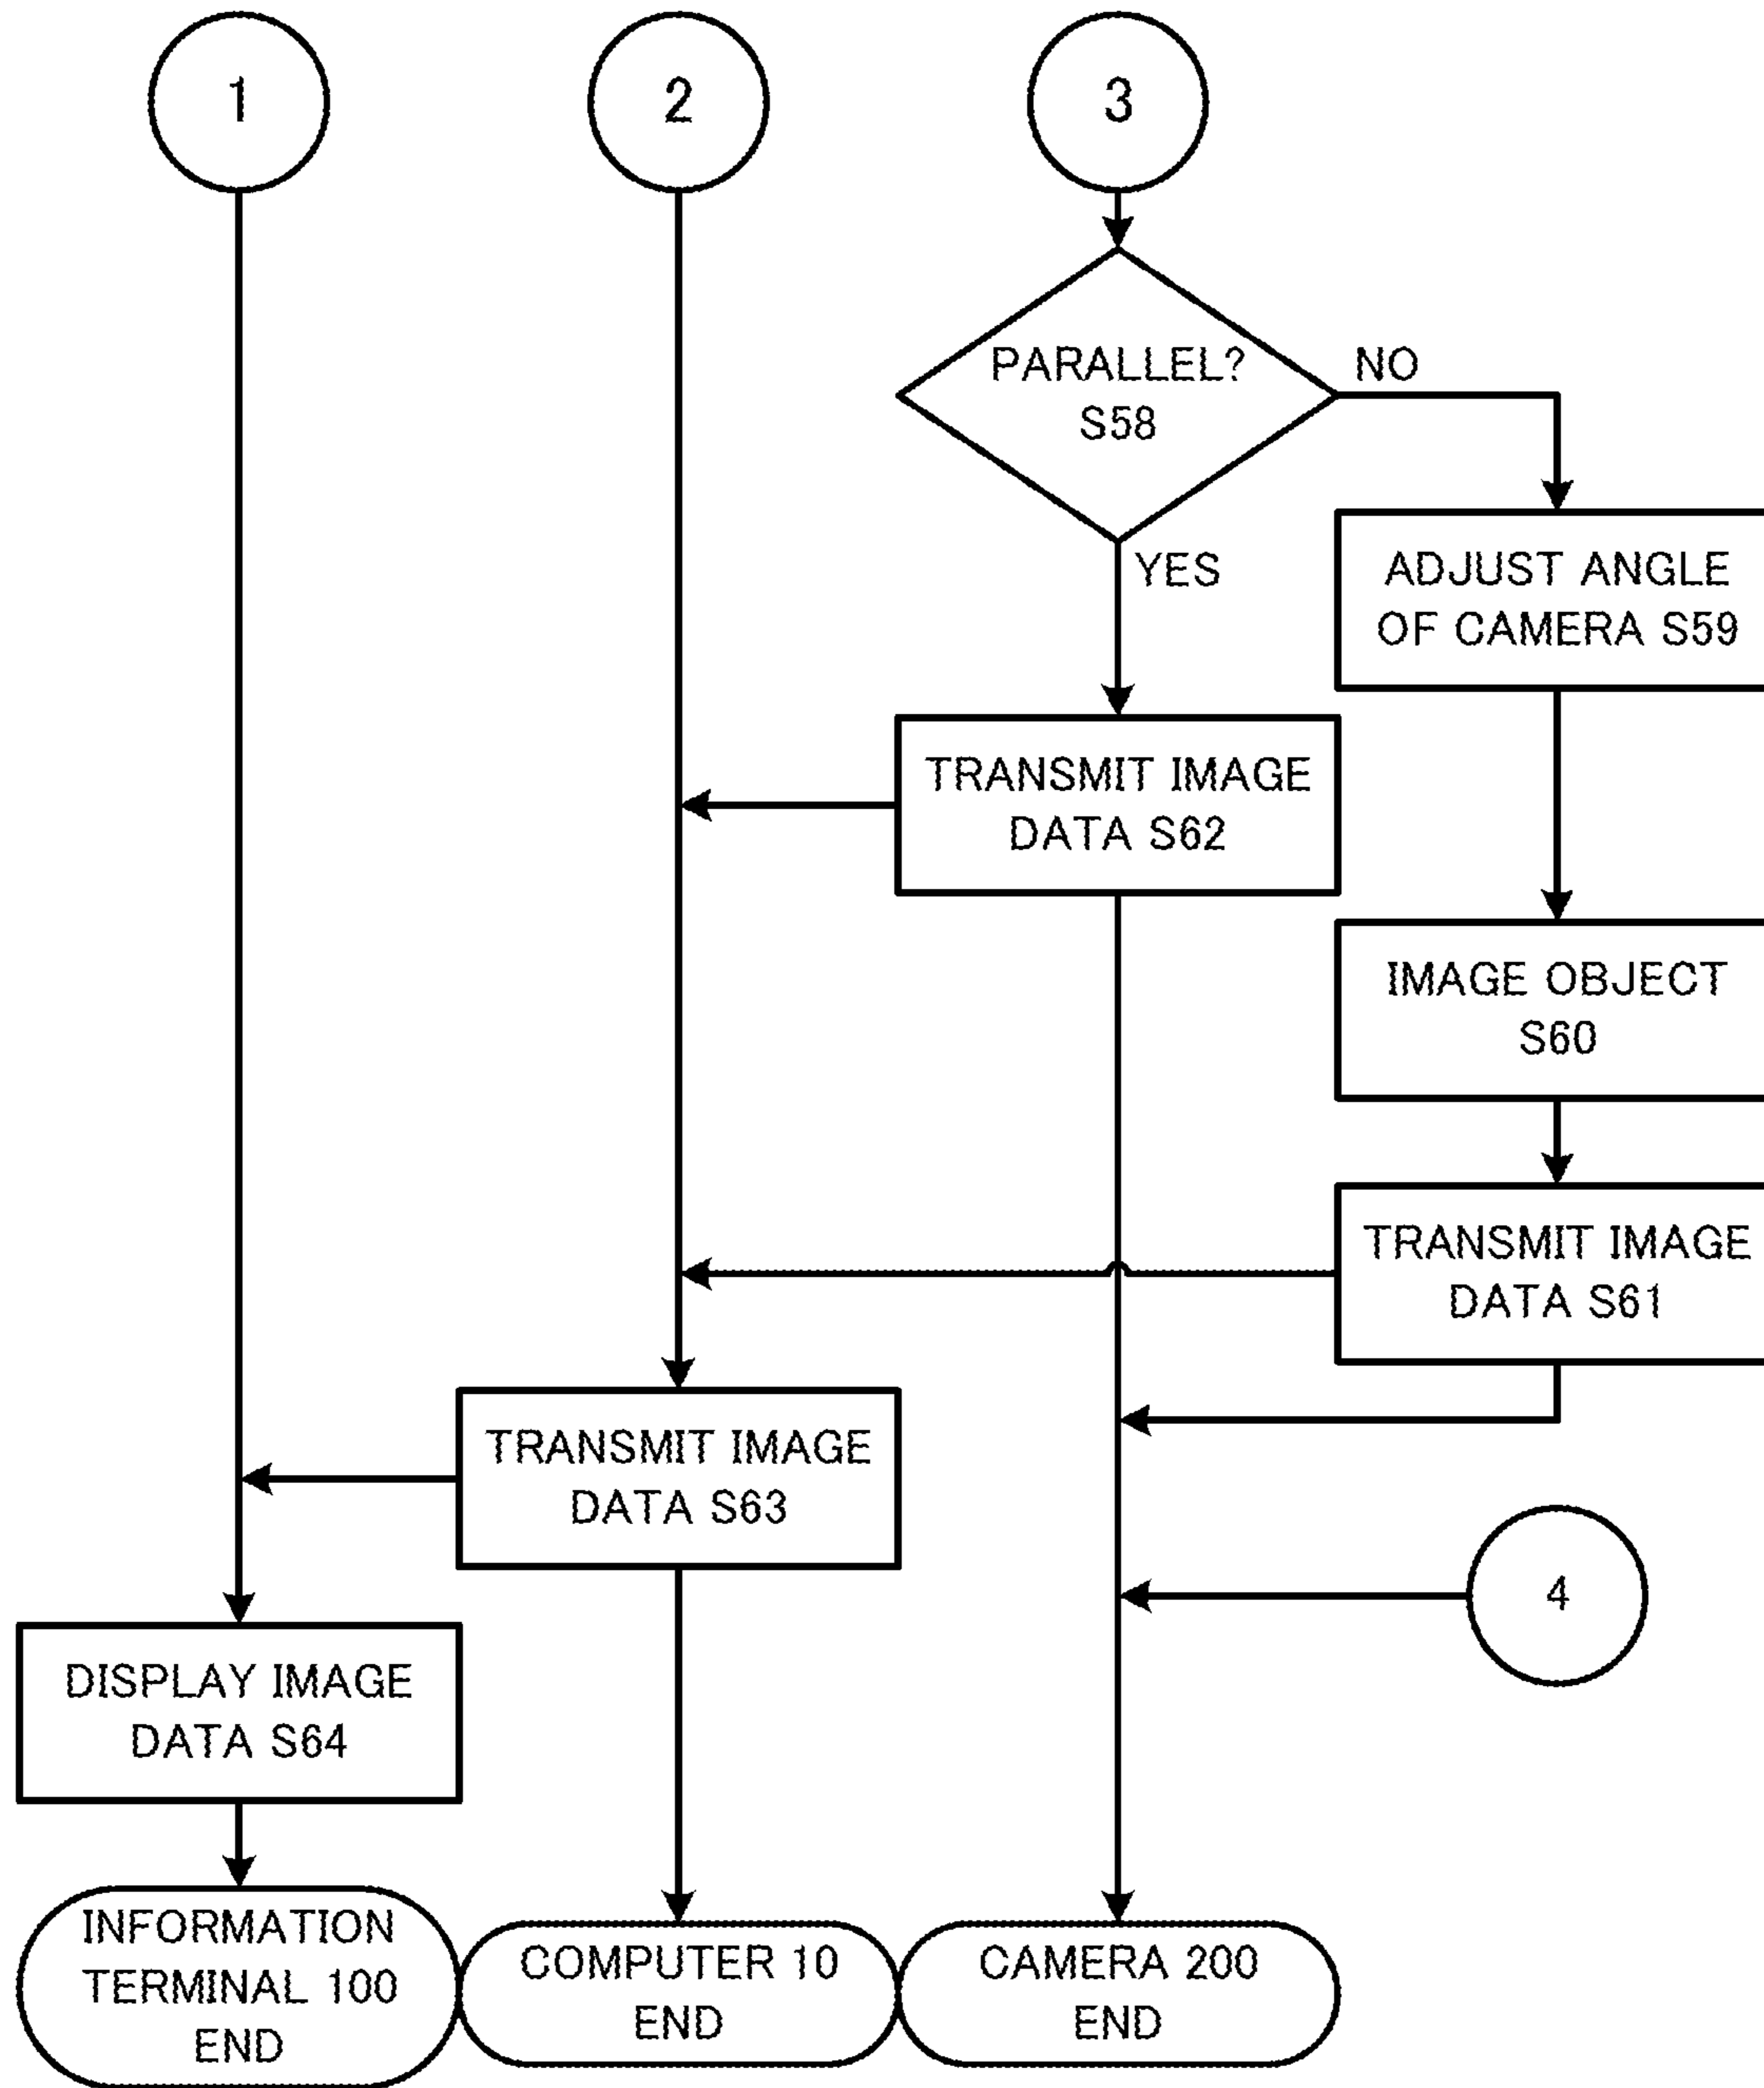 1
2
3
PARALLEL?
S58
NO
YES
ADJUST ANGLE
OF CAMERA S59
TRANSMIT IMAGE
DATA S62
IMAGE OBJECT
S60
TRANSMIT IMAGE
DATA S61
TRANSMIT IMAGE
DATA S63
4
DISPLAY IMAGE
DATA S64
INFORMATION
TERMINAL 100
END
COMPUTER 10
END
CAMERA 200
END